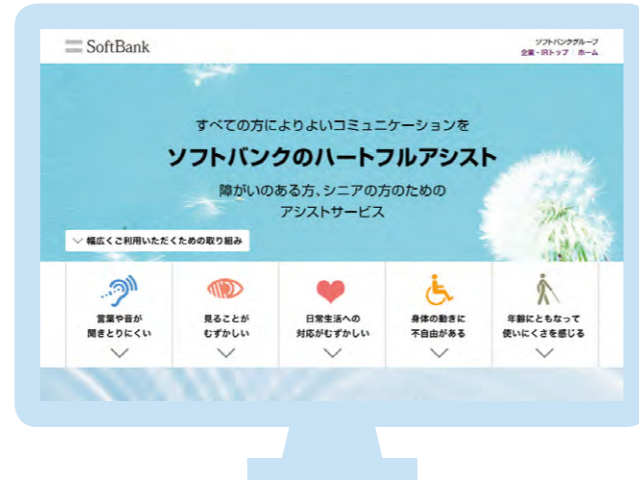 SoftBank
ソフトバンクグループ
企業・IRトップ | ホーム
すべての方によりよいコミュニケーションを
ソフトバンクのハートフルアシスト
障がいのある方、シニアの方のための
アシストサービス
幅広くご利用いただくための取り組み
言葉や音が
聞きとりにくい
見ることが
むずかしい
日常生活への
対応がむずかしい
身体の動きに
不自由がある
年齢にともなって
使いにくさを感じる